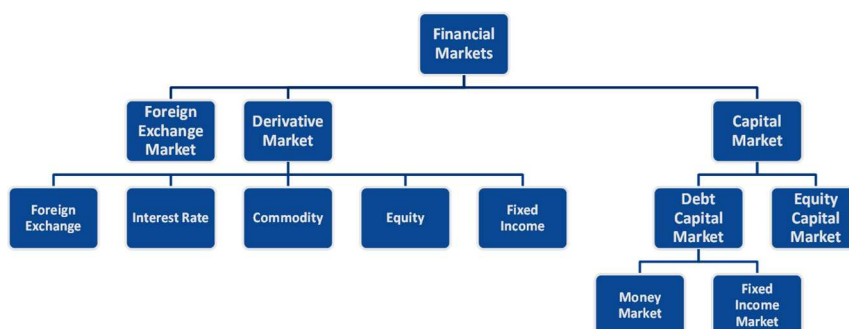 Financial
Markets
Foreign
Exchange
Market
Derivative
Market
Capital
Market
Foreign
Exchange
Interest Rate
Commodity
Equity
Fixed
Income
Debt
Capital
Market
Equity
Capital
Market
Money
Market
Fixed
Income
Market